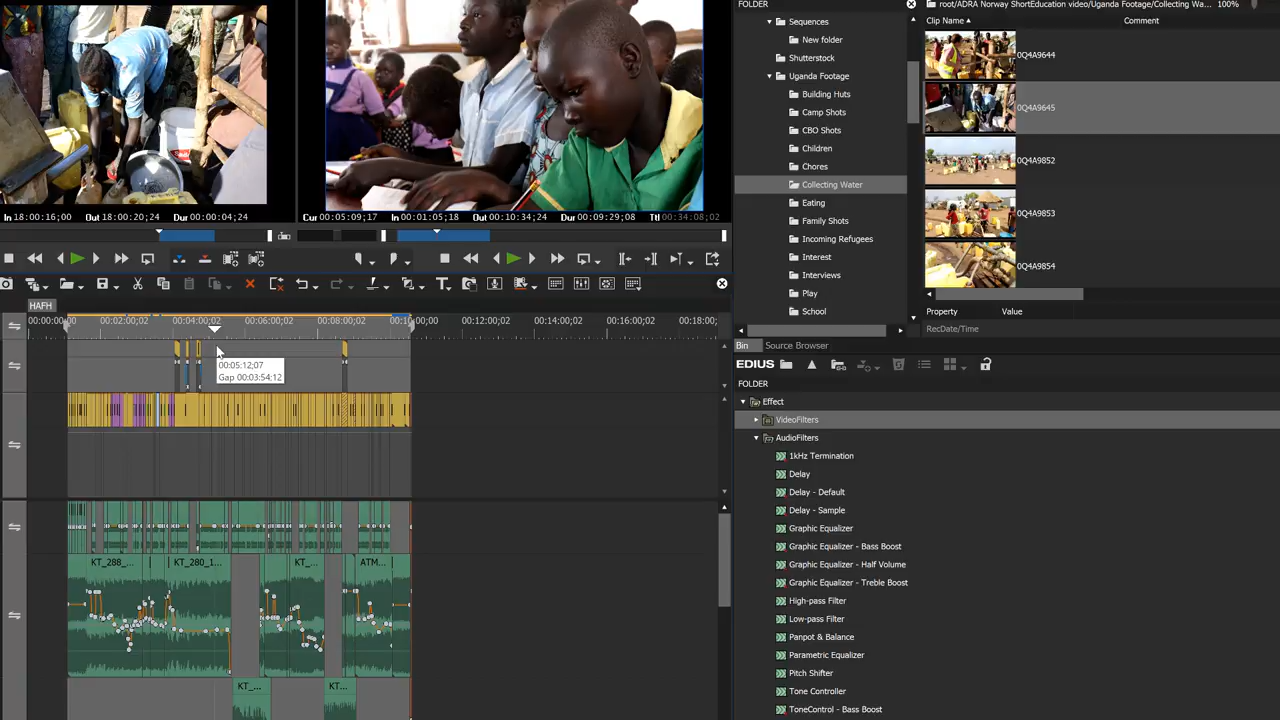 FOLDER
root/ADRA Norway ShortEducation video/Uganda Footage/Collecting Wa... 100%
Clip Name
Comment
Sequences
New folder
Shutterstock
Uganda Footage
Building Huts
Camp Shots
CBO Shots
Children
Chores
Collecting Water
Eating
Family Shots
Incoming Refugees
Interest
Interviews
Play
School
0Q4A9644
0Q4A9645
0Q4A9852
0Q4A9853
0Q4A9854
Property
Value
RecDate/Time
In 18:00:16;00 Out 18:00:20;24 Dur 00:00:04;24
Cur 00:05:09;17 In 00:01:05;18 Out 00:10:34;24 Dur 00:09:29;08 Ttl 00:34:08;02
HAFH
00:00:00;00 00:02:00;02 00:04:00;02 00:06:00;02 00:08:00;02 00:10:00;00 00:12:00;02 00:14:00;02 00:16:00;02 00:18:00;
00:05:12;07
Gap 00:03:54;12
KT_288_...
KT_280_1...
KT_...
ATM...
KT_...
KT...
Bin
Source Browser
EDIUS
FOLDER
Effect
VideoFilters
AudioFilters
1kHz Termination
Delay
Delay - Default
Delay - Sample
Graphic Equalizer
Graphic Equalizer - Bass Boost
Graphic Equalizer - Half Volume
Graphic Equalizer - Treble Boost
High-pass Filter
Low-pass Filter
Panpot & Balance
Parametric Equalizer
Pitch Shifter
Tone Controller
ToneControl - Bass Boost